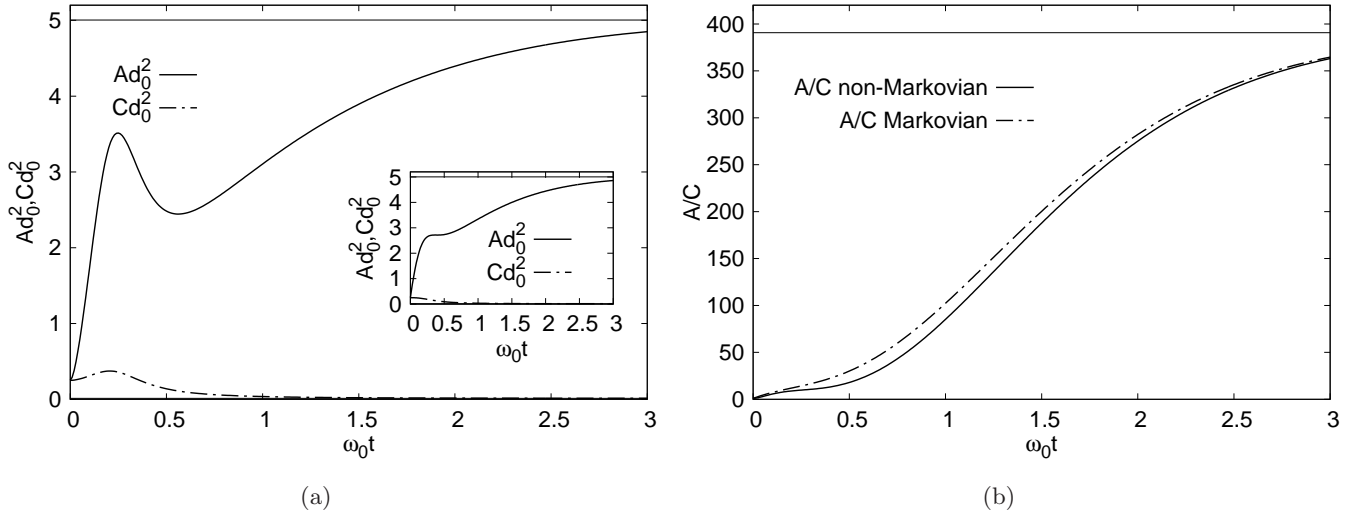 Ad₀²,Cd₀²
5
4
3
2
1
0
Ad₀²
Cd₀²
0 0.5 1 1.5 2 2.5 3
ω₀t
Ad₀²,Cd₀²
5
4
3
2
1
0
Ad₀²
Cd₀²
0 0.5 1 1.5 2 2.5 3
ω₀t
(a)
A/C
400
350
300
250
200
150
100
50
0
A/C non-Markovian
A/C Markovian
0 0.5 1 1.5 2 2.5 3
ω₀t
(b)